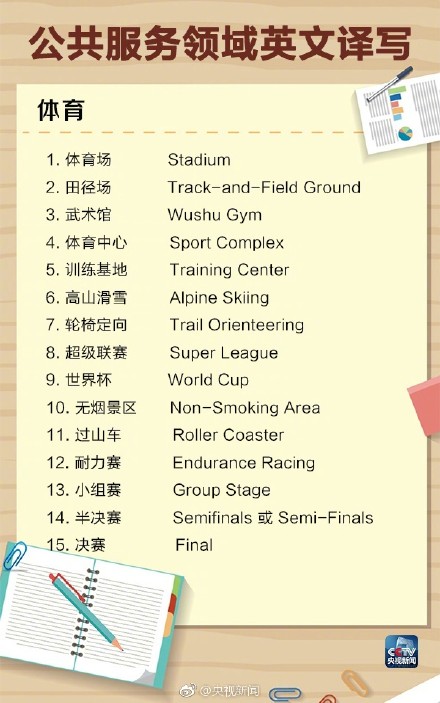 公共服务领域英文译写
体育
1. 体育场 Stadium
2. 田径场 Track-and-Field Ground
3. 武术馆 Wushu Gym
4. 体育中心 Sport Complex
5. 训练基地 Training Center
6. 高山滑雪 Alpine Skiing
7. 轮椅定向 Trail Orienteering
8. 超级联赛 Super League
9. 世界杯 World Cup
10. 无烟景区 Non-Smoking Area
11. 过山车 Roller Coaster
12. 耐力赛 Endurance Racing
13. 小组赛 Group Stage
14. 半决赛 Semifinals 或 Semi-Finals
15. 决赛 Final
CCTV
央视新闻
@央视新闻